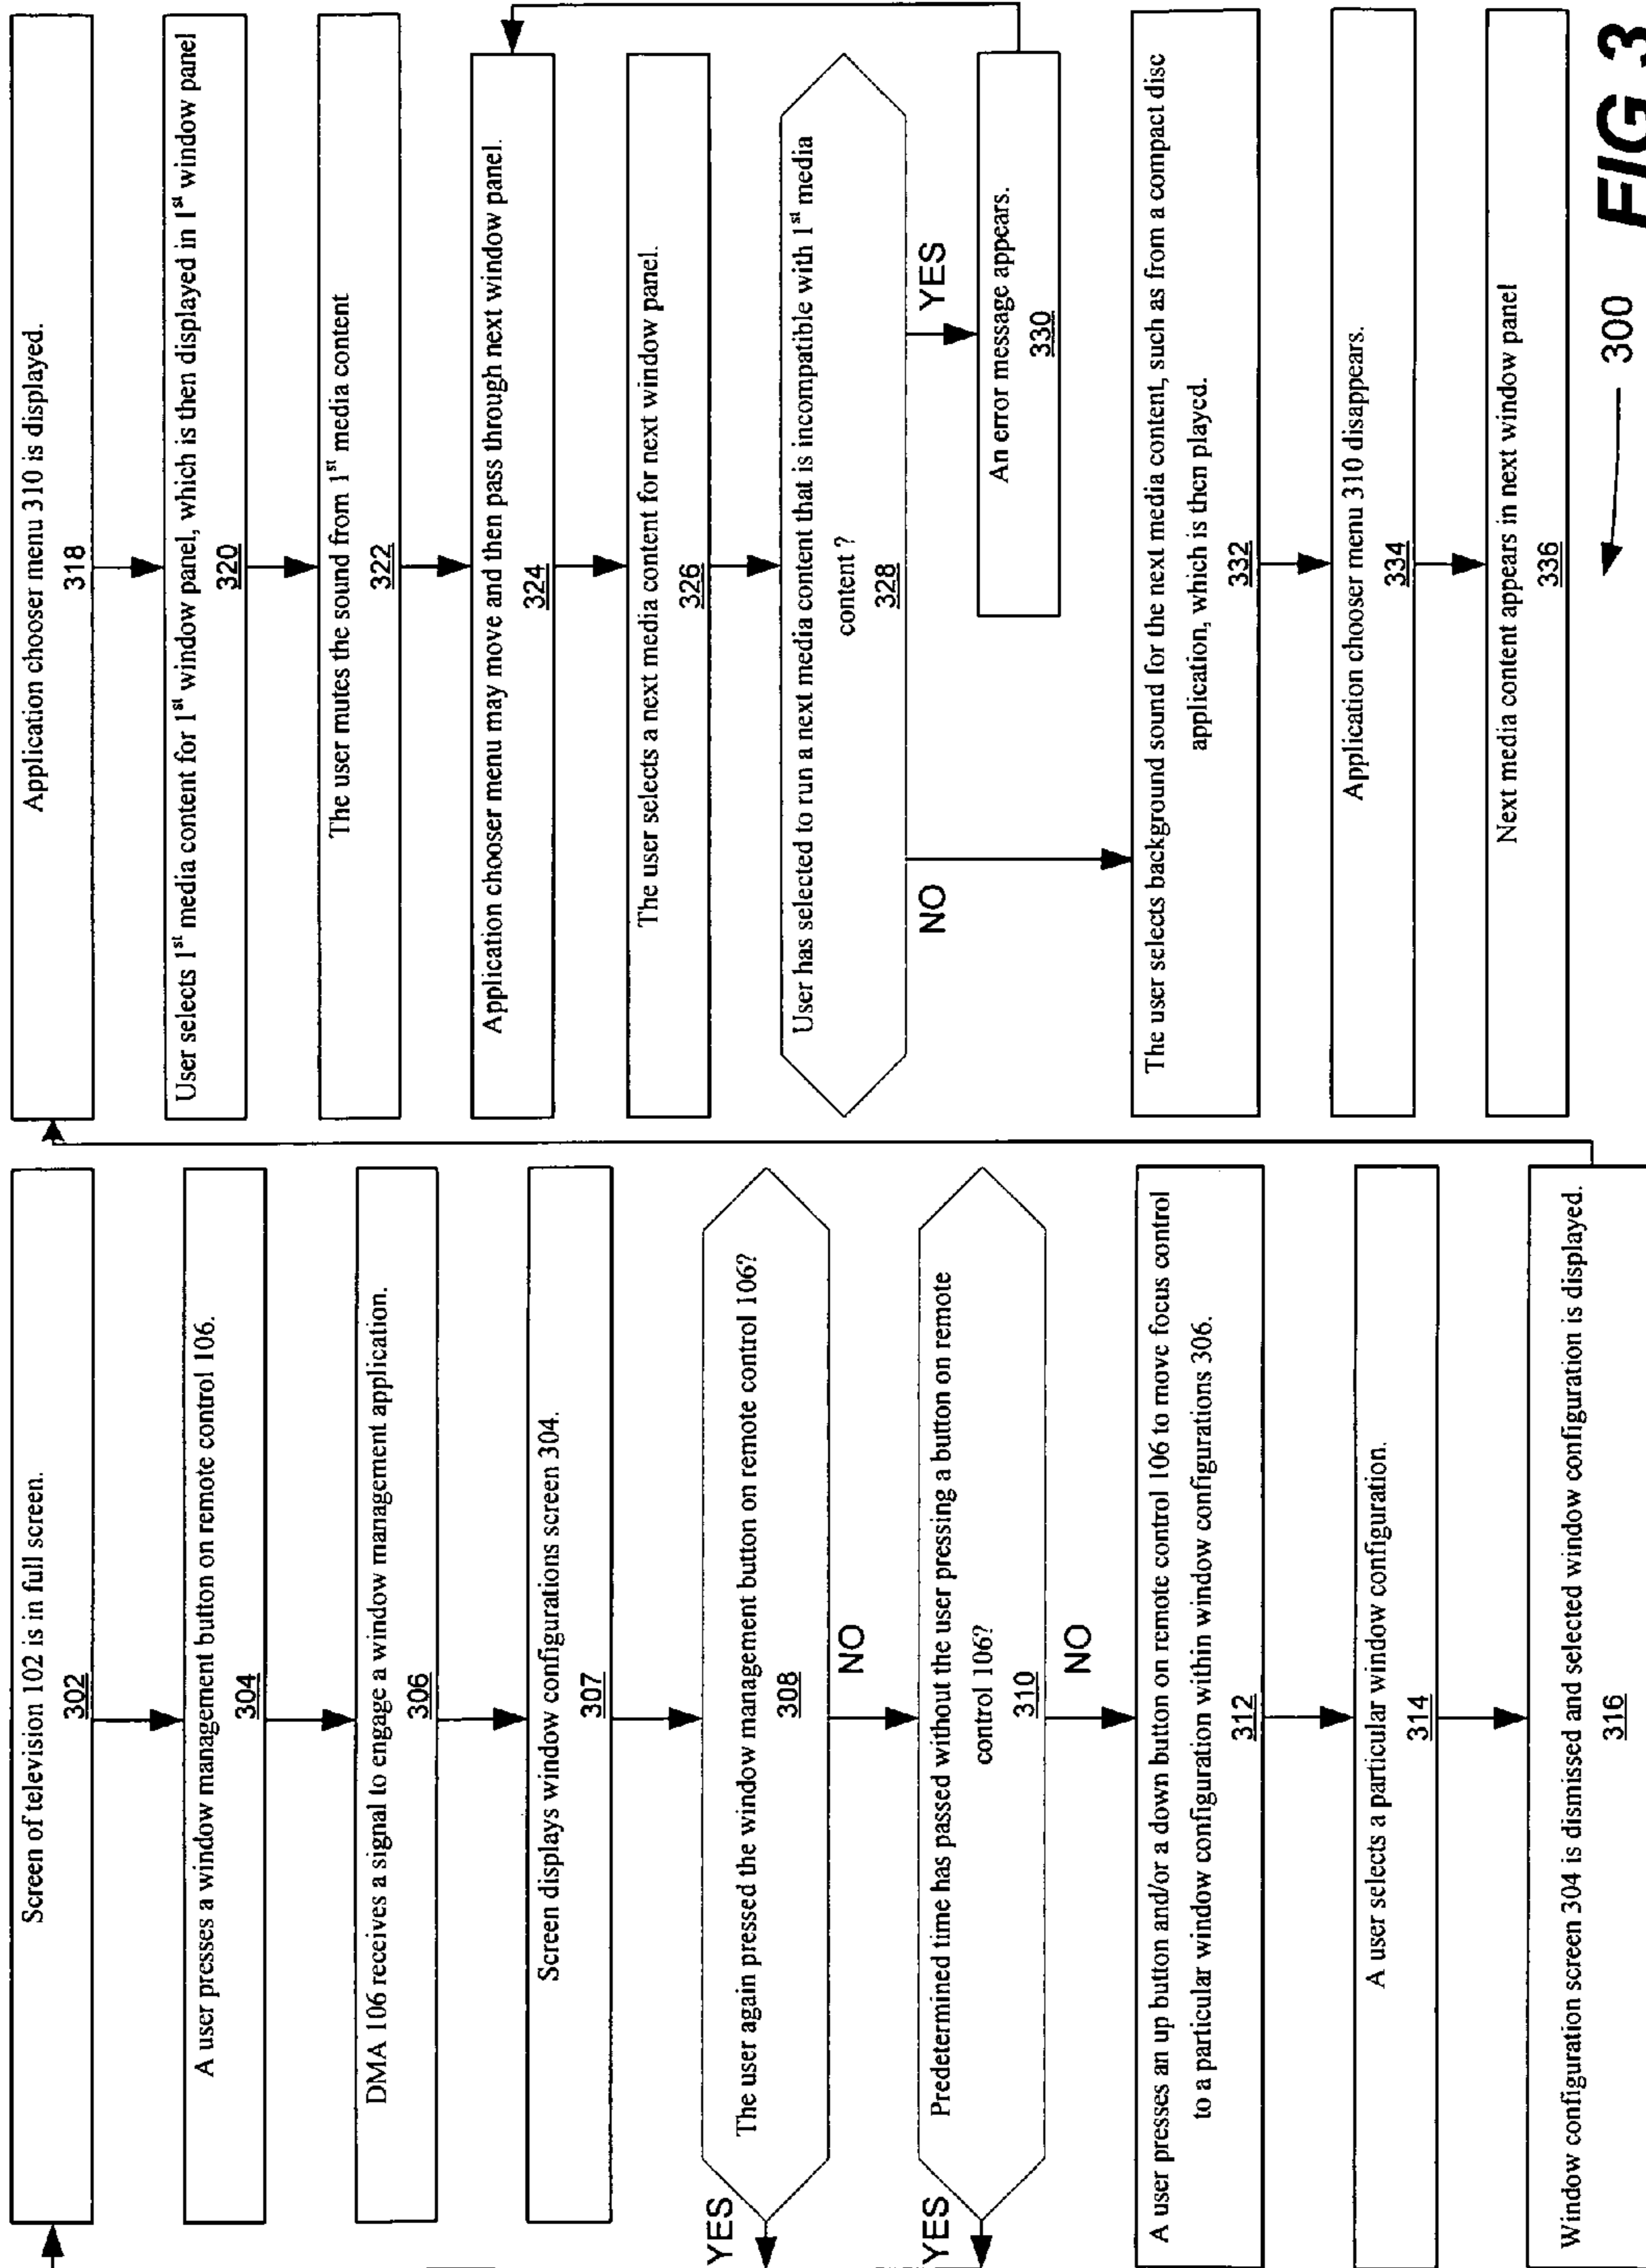 Screen of television 102 is in full screen.
302
A user presses a window management button on remote control 106.
304
DMA 106 receives a signal to engage a window management application.
306
Screen displays window configurations screen 304.
307
The user again pressed the window management button on remote control 106?
308
YES
NO
Predetermined time has passed without the user pressing a button on remote
control 106?
310
YES
NO
A user presses an up button and/or a down button on remote control 106 to move focus control
to a particular window configuration within window configurations 306.
312
A user selects a particular window configuration.
314
Window configuration screen 304 is dismissed and selected window configuration is displayed.
316
Application chooser menu 310 is displayed.
318
User selects 1st media content for 1st window panel, which is then displayed in 1st window panel
320
The user mutes the sound from 1st media content
322
Application chooser menu may move and then pass through next window panel.
324
The user selects a next media content for next window panel.
326
User has selected to run a next media content that is incompatible with 1st media
content ?
328
YES
NO
An error message appears.
330
The user selects background sound for the next media content, such as from a compact disc
application, which is then played.
332
Application chooser menu 310 disappears.
334
Next media content appears in next window panel
336
300
FIG 3